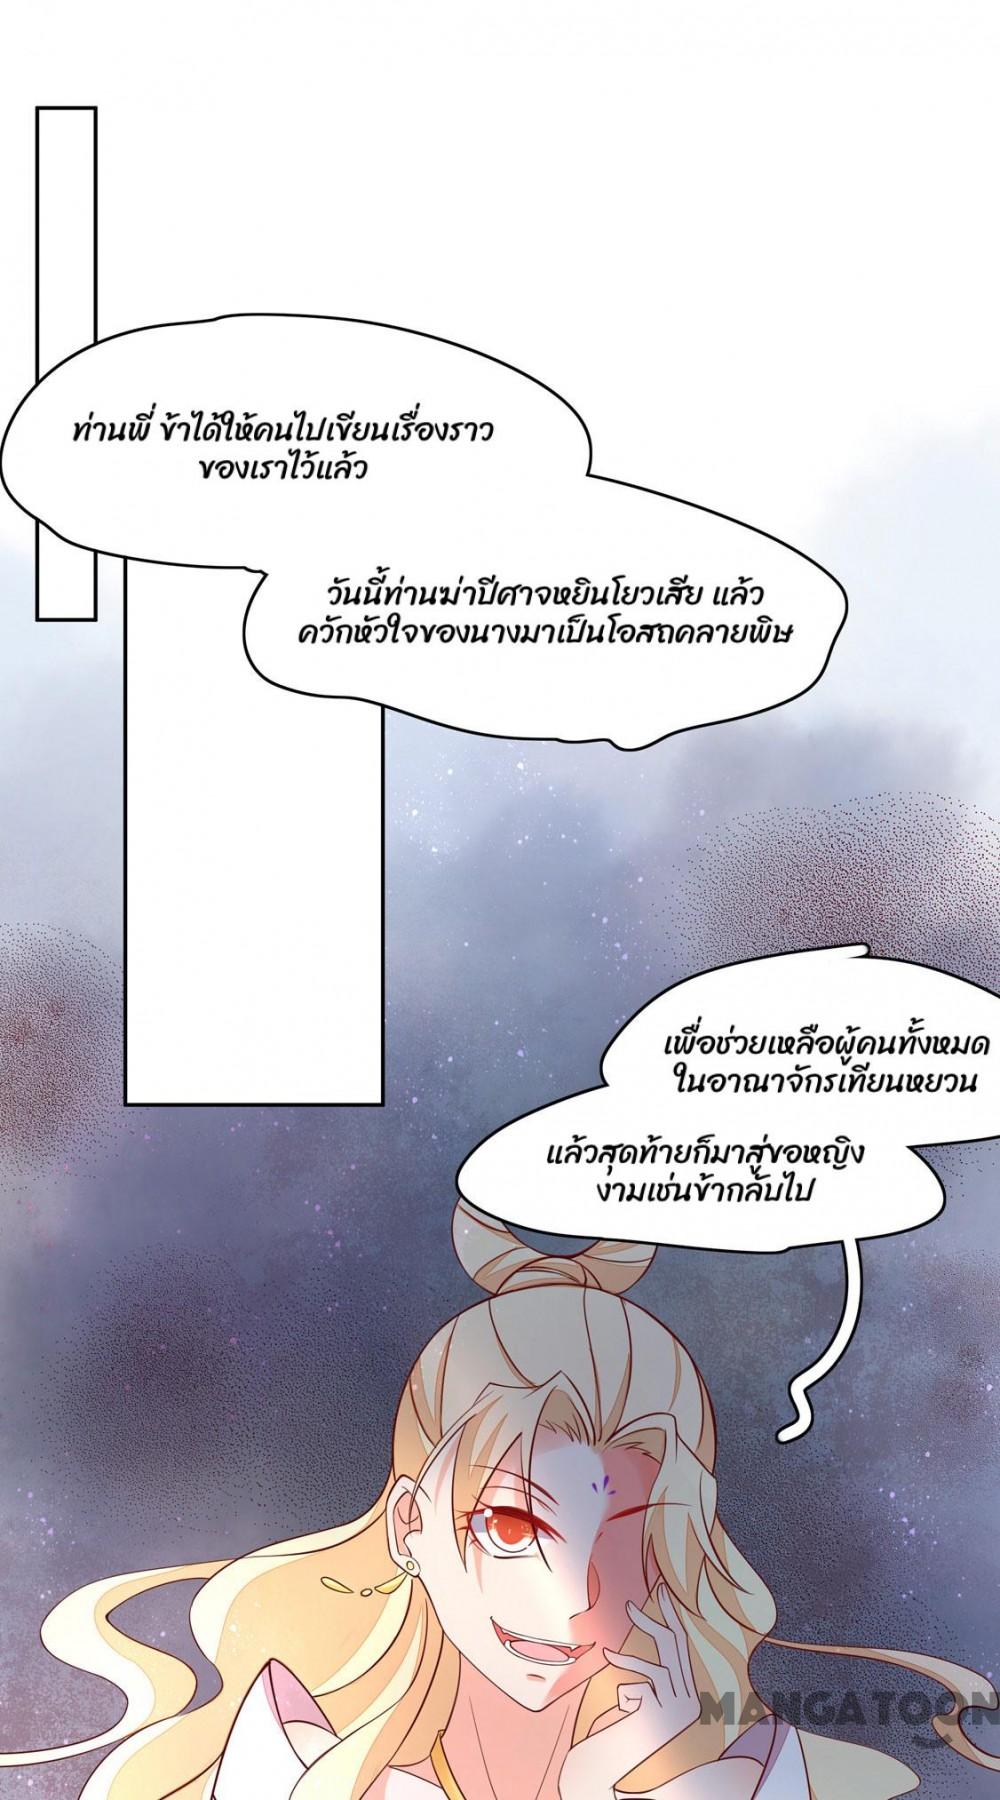 ท่านพี่ ข้าได้ให้คนไปเขียนเรื่องราว
ของเราไว้แล้ว
วันนี้ท่านฆ่าปีศาจหยินโยวเสีย แล้ว
ควักหัวใจของนางมาเป็นโอสถคลายพิษ
เพื่อช่วยเหลือผู้คนทั้งหมด
ในอาณาจักรเทียนหยวน
แล้วสุดท้ายก็มาสู่ขอหญิง
งามเช่นข้ากลับไป
MANGATOON